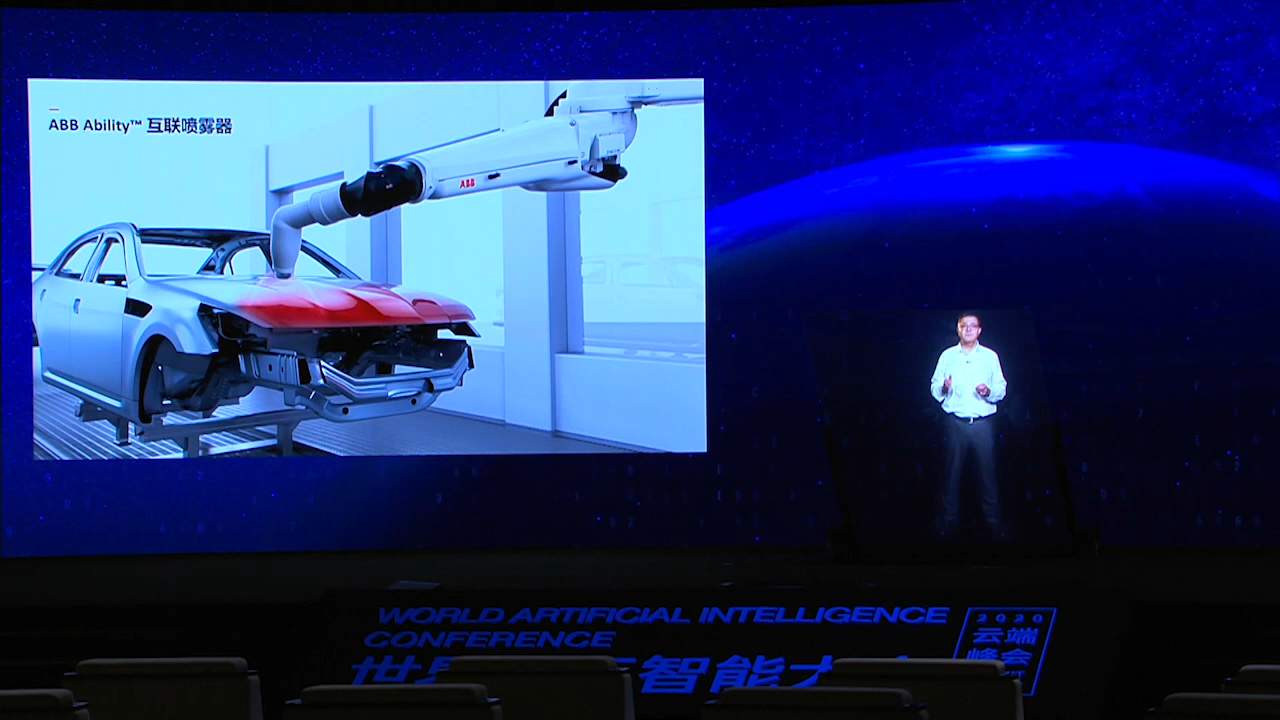 ABB Ability™ 互联喷雾器
ABB
WORLD ARTIFICIAL INTELLIGENCE
CONFERENCE
智能大
2020
云端
峰会